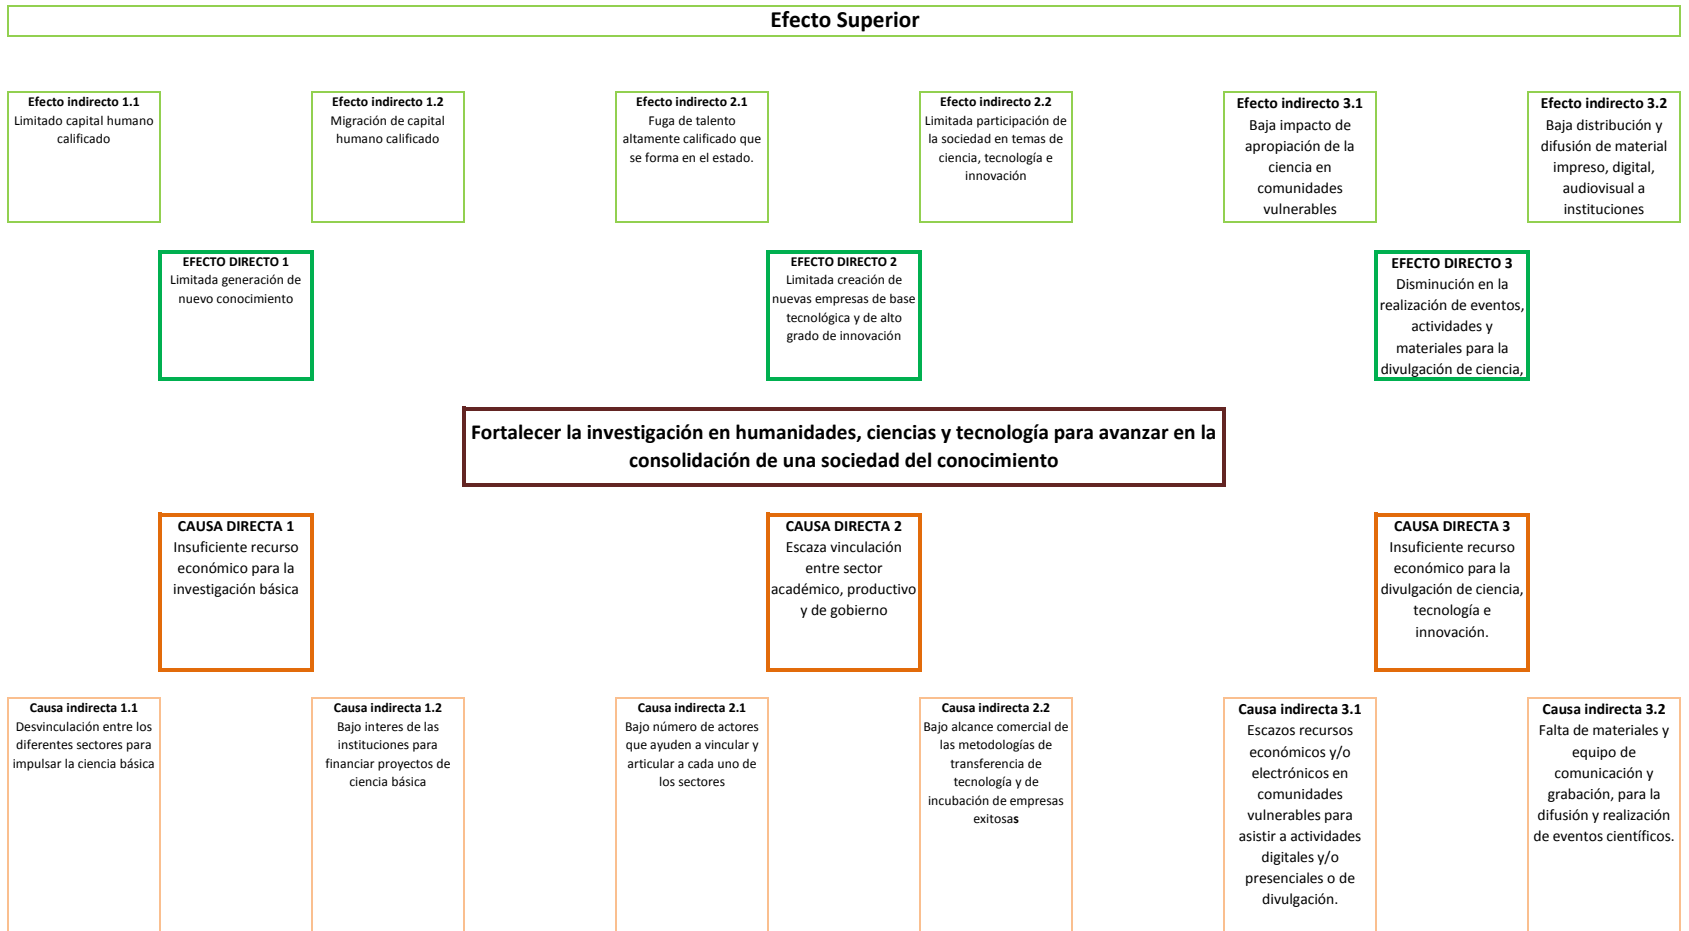 Efecto Superior
Efecto indirecto 1.1
Limitado capital humano
calificado
Efecto indirecto 1.2
Migración de capital
humano calificado
Efecto indirecto 2.1
Fuga de talento
altamente calificado que
se forma en el estado.
Efecto indirecto 2.2
Limitada participación de
la sociedad en temas de
ciencia, tecnología e
innovación
Efecto indirecto 3.1
Baja impacto de
apropiación de la
ciencia en
comunidades
vulnerables
Efecto indirecto 3.2
Baja distribución y
difusión de material
impreso, digital,
audiovisual a
instituciones
EFECTO DIRECTO 1
Limitada generación de
nuevo conocimiento
EFECTO DIRECTO 2
Limitada creación de
nuevas empresas de base
tecnológica y de alto
grado de innovación
EFECTO DIRECTO 3
Disminución en la
realización de eventos,
actividades y
materiales para la
divulgación de ciencia,
Fortalecer la investigación en humanidades, ciencias y tecnología para avanzar en la
consolidación de una sociedad del conocimiento
CAUSA DIRECTA 1
Insuficiente recurso
económico para la
investigación básica
CAUSA DIRECTA 2
Escaza vinculación
entre sector
académico, productivo
y de gobierno
CAUSA DIRECTA 3
Insuficiente recurso
económico para la
divulgación de ciencia,
tecnología e
innovación.
Causa indirecta 1.1
Desvinculación entre los
diferentes sectores para
impulsar la ciencia básica
Causa indirecta 1.2
Bajo interes de las
instituciones para
financiar proyectos de
ciencia básica
Causa indirecta 2.1
Bajo número de actores
que ayuden a vincular y
articular a cada uno de
los sectores
Causa indirecta 2.2
Bajo alcance comercial de
las metodologías de
transferencia de
tecnología y de
incubación de empresas
exitosas
Causa indirecta 3.1
Escazos recursos
económicos y/o
electrónicos en
comunidades
vulnerables para
asistir a actividades
digitales y/o
presenciales o de
divulgación.
Causa indirecta 3.2
Falta de materiales y
equipo de
comunicación y
grabación, para la
difusión y realización
de eventos científicos.